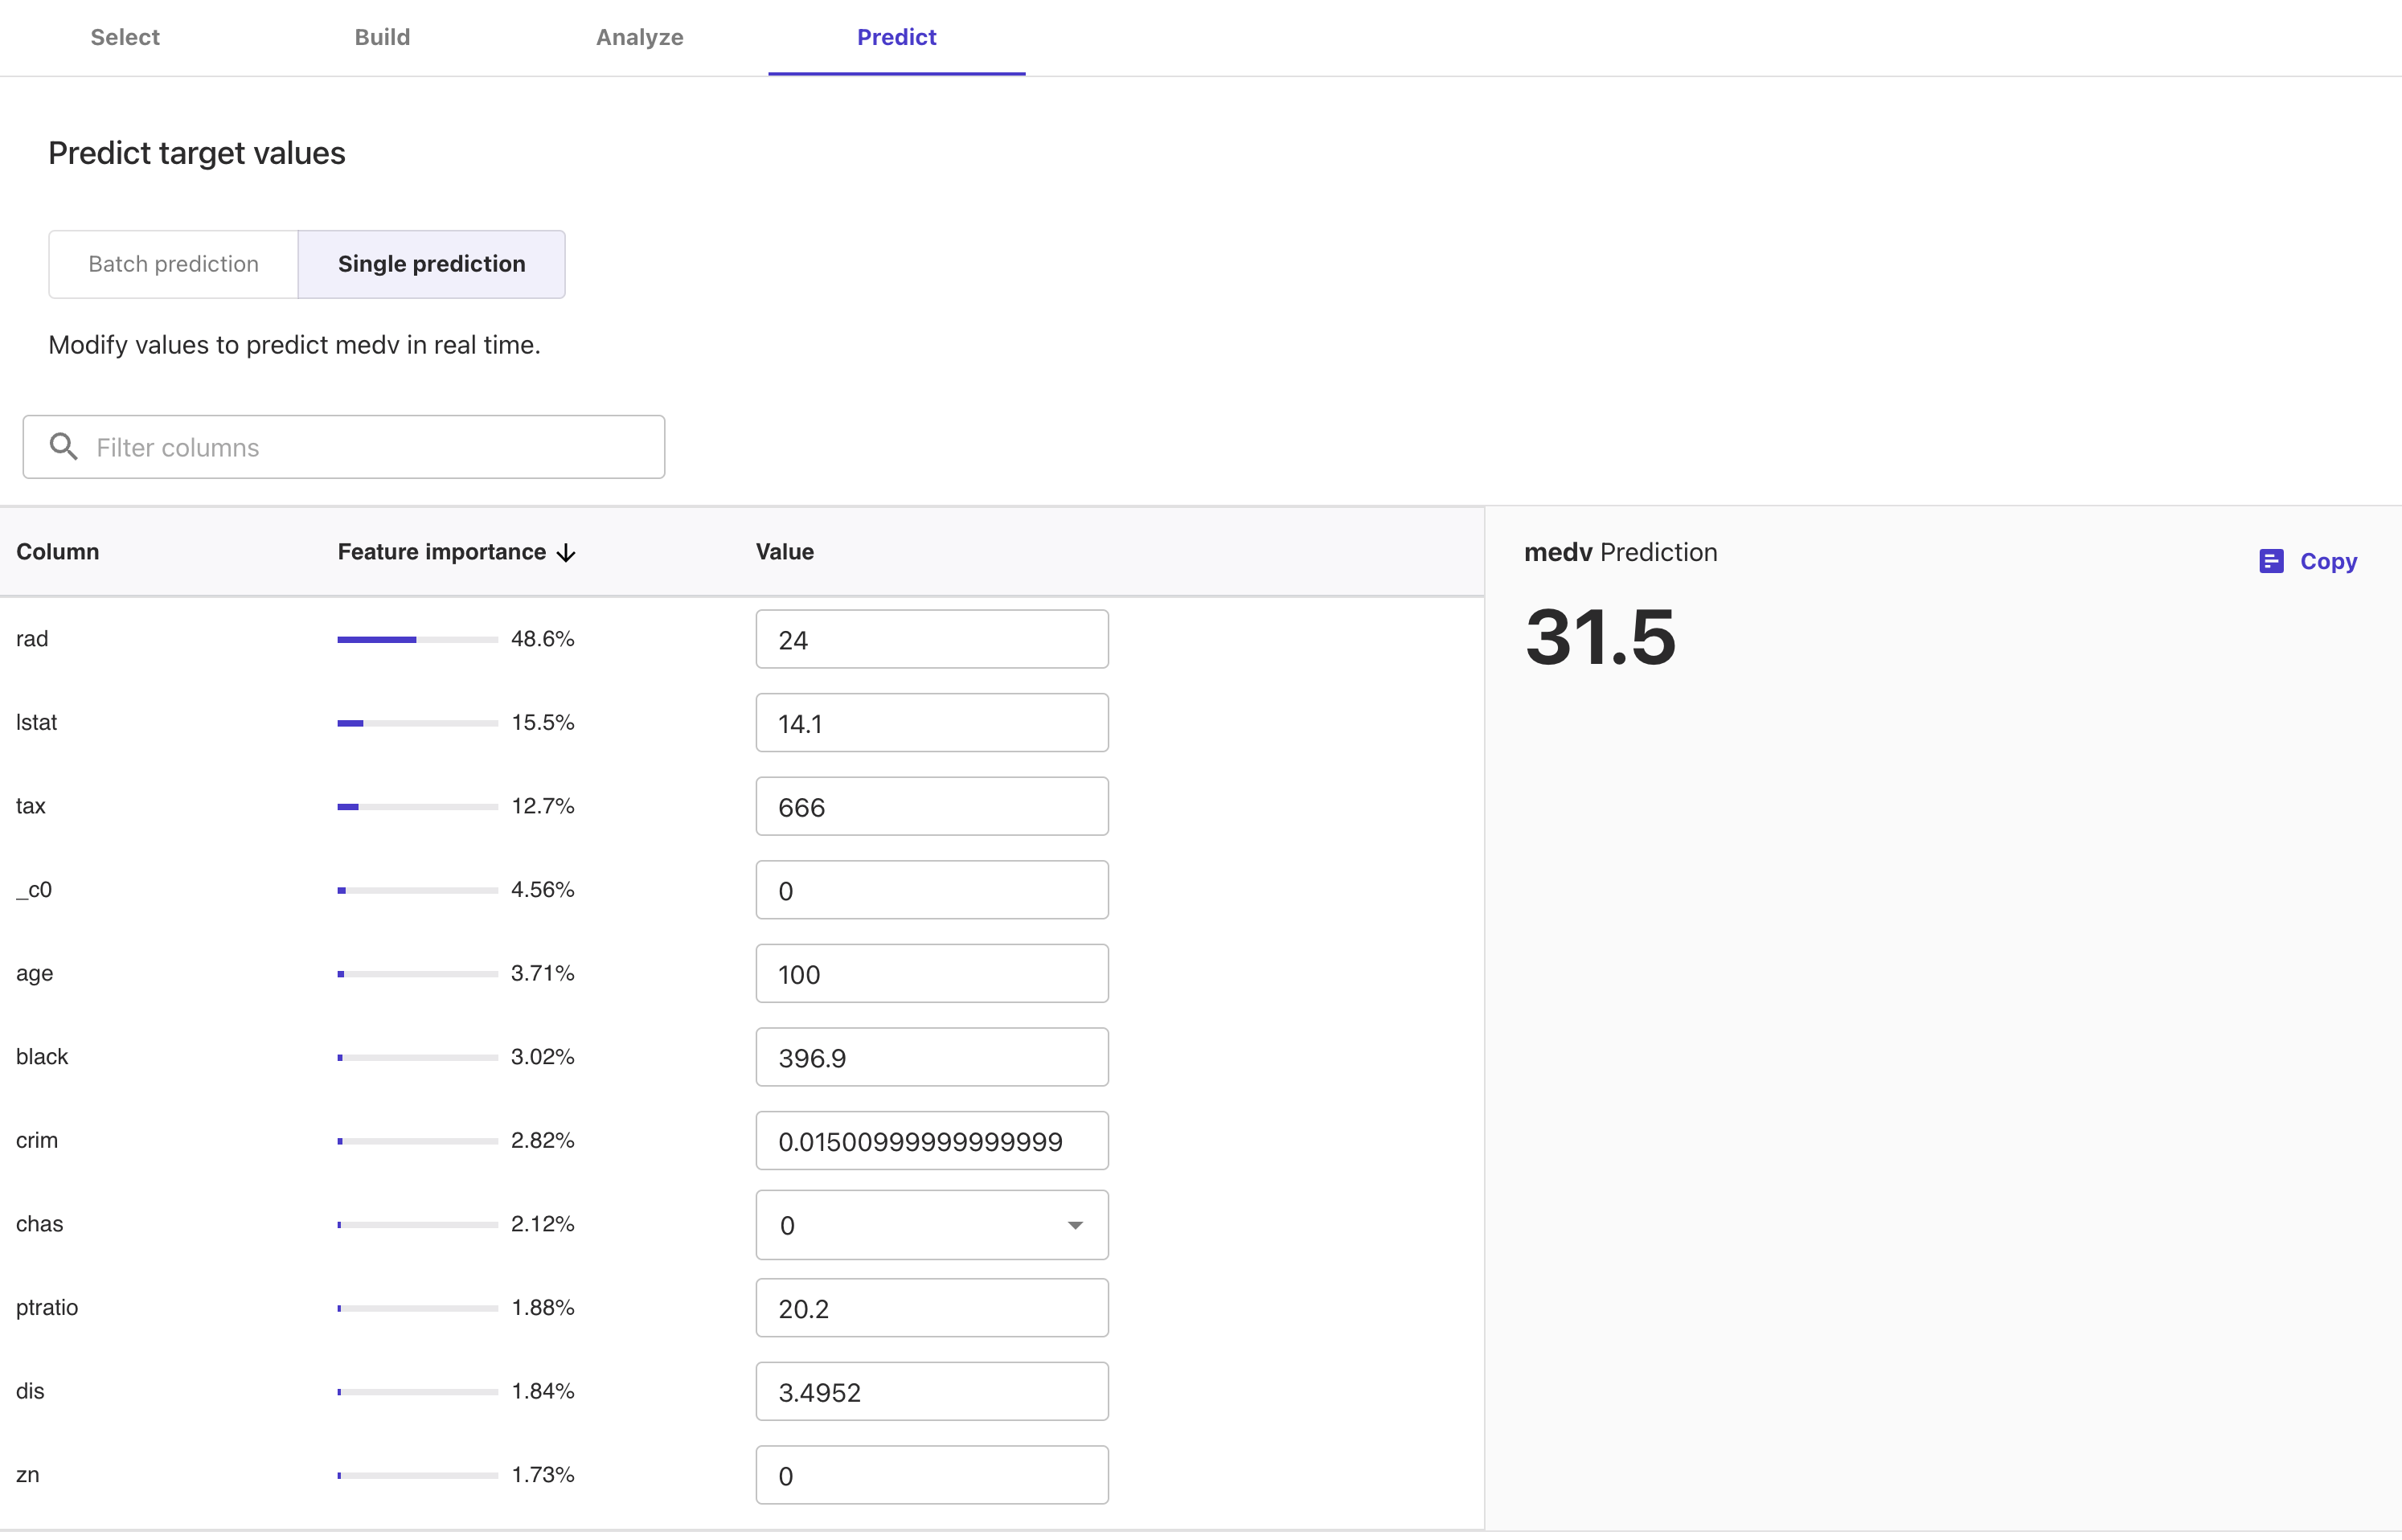 Select Build Analyze Predict
Predict target values
Batch prediction Single prediction
Modify values to predict medv in real time.
Filter columns
Column Feature importance Value
medv Prediction
Copy
31.5
rad 48.6% 24
lstat 15.5% 14.1
tax 12.7% 666
_c0 4.56% 0
age 3.71% 100
black 3.02% 396.9
crim 2.82% 0.01500999999999999
chas 2.12% 0
ptratio 1.88% 20.2
dis 1.84% 3.4952
zn 1.73% 0